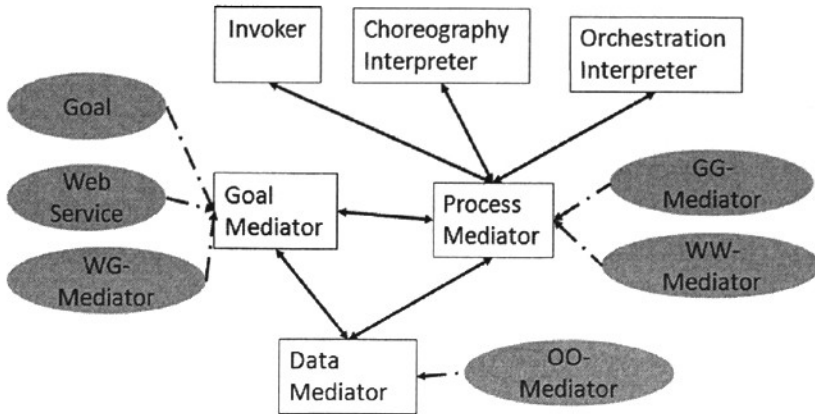 Invoker
Choreography
Interpreter
Orchestration
Interpreter
Goal
Web
Service
WG-
Mediator
Goal
Mediator
Process
Mediator
GG-
Mediator
WW-
Mediator
Data
Mediator
OO-
Mediator